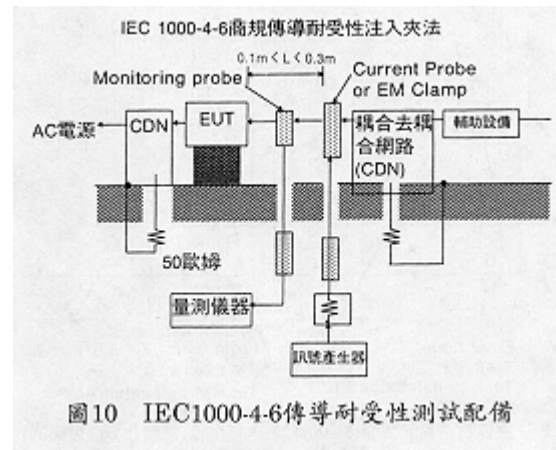 IEC 1000-4-6商規傳導耐受性注入夾法
0.1m<L<0.3m
Monitoring probe
Current Probe
or EM Clamp
AC電源
CDN
EUT
耦合去耦
合網路
(CDN)
輔助設備
50歐姆
量測儀器
訊號產生器
圖10 IEC1000-4-6傳導耐受性測試配備